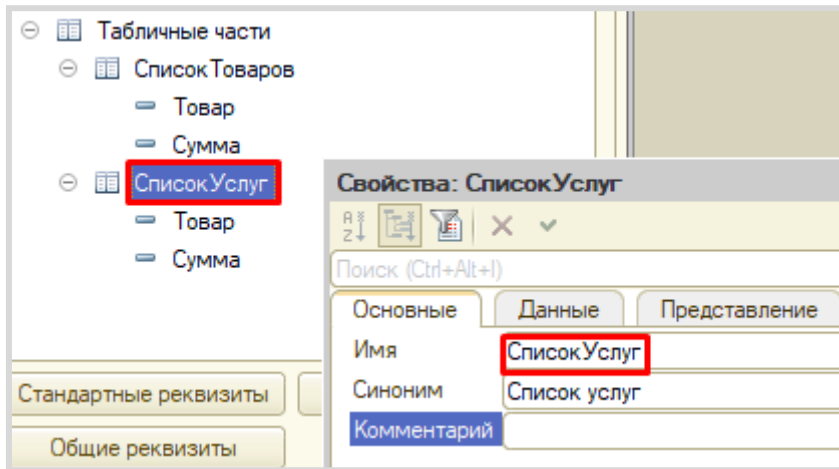 Табличные части
СписокТоваров
Товар
Сумма
СписокУслуг
Товар
Сумма
Стандартные реквизиты
Общие реквизиты
Свойства: СписокУслуг
Поиск (Ctrl+Alt+I)
Основные Данные Представление
Имя СписокУслуг
Синоним Список услуг
Комментарий